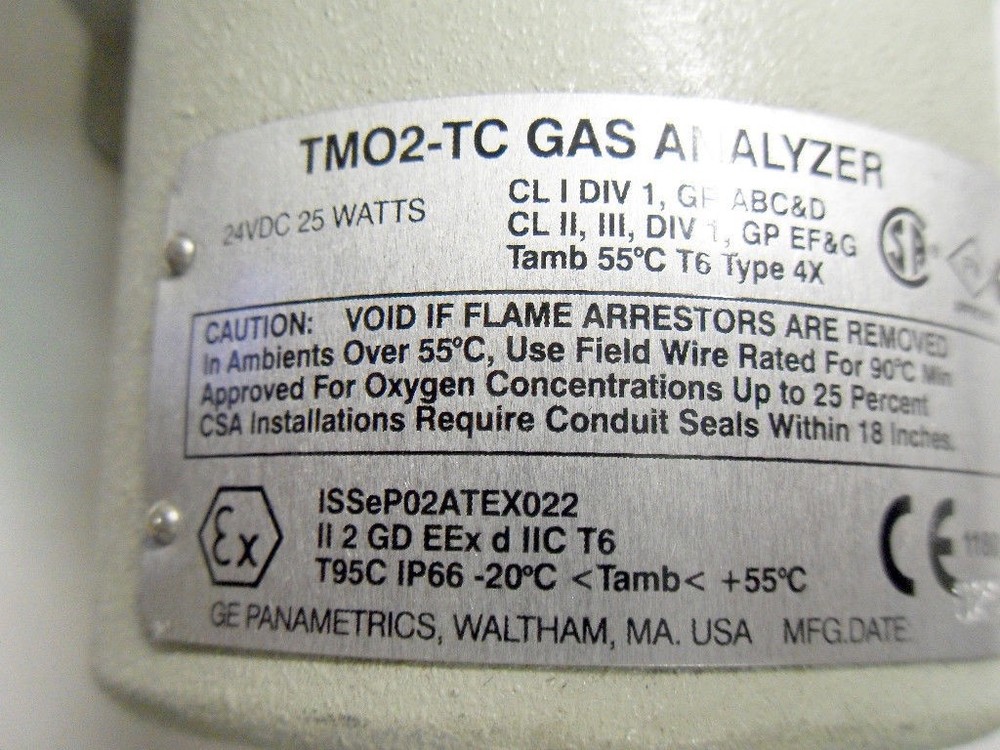 TMO2-TC GAS ANALYZER
24VDC 25 WATTS
CL I DIV 1, GP ABC&D
CL II, III, DIV 1, GP EF&G
Tamb 55°C T6 Type 4X
CAUTION: VOID IF FLAME ARRESTORS ARE REMOVED
In Ambients Over 55°C, Use Field Wire Rated For 90°C Min
Approved For Oxygen Concentrations Up to 25 Percent
CSA Installations Require Conduit Seals Within 18 Inches.
ISSeP02ATEX022
II 2 GD EEx d IIC T6
T95C IP66 -20°C <Tamb< +55°C
GE PANAMETRICS, WALTHAM, MA. USA MFG.DATE:
SA
Ex
CE